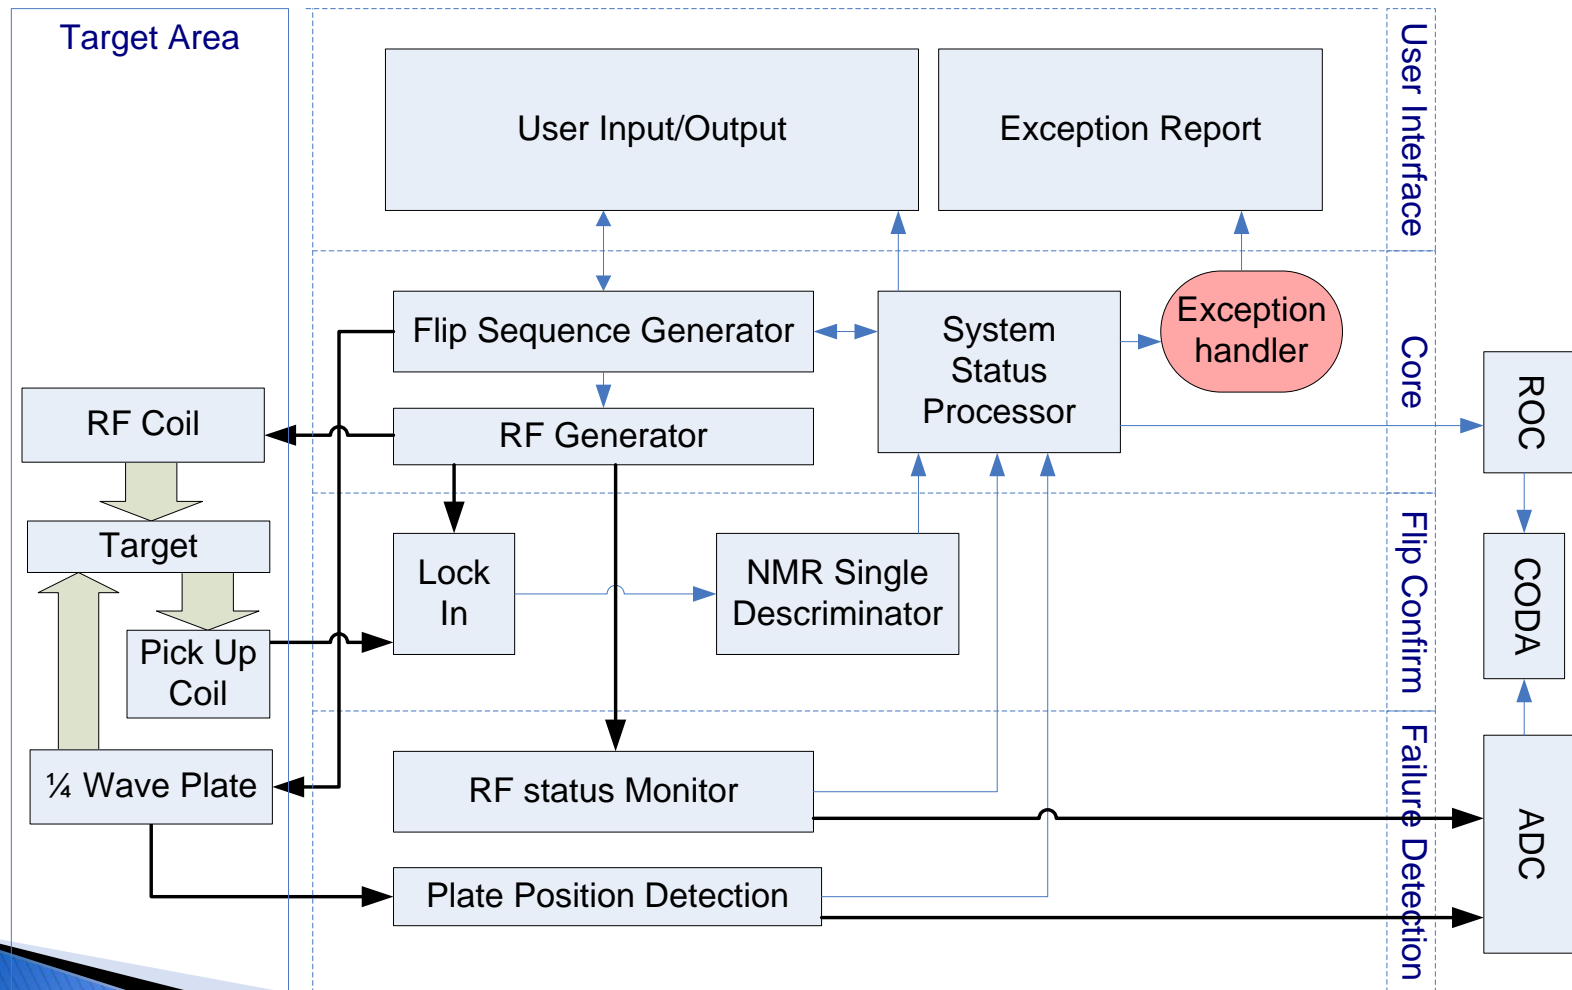 Target Area
User Input/Output
Exception Report
User Interface
Flip Sequence Generator
System
Status
Processor
Exception
handler
Core
RF Coil
RF Generator
ROC
Target
Lock
In
NMR Single
Descriminator
Flip Confirm
CODA
Pick Up
Coil
¼ Wave Plate
RF status Monitor
Failure Detection
ADC
Plate Position Detection